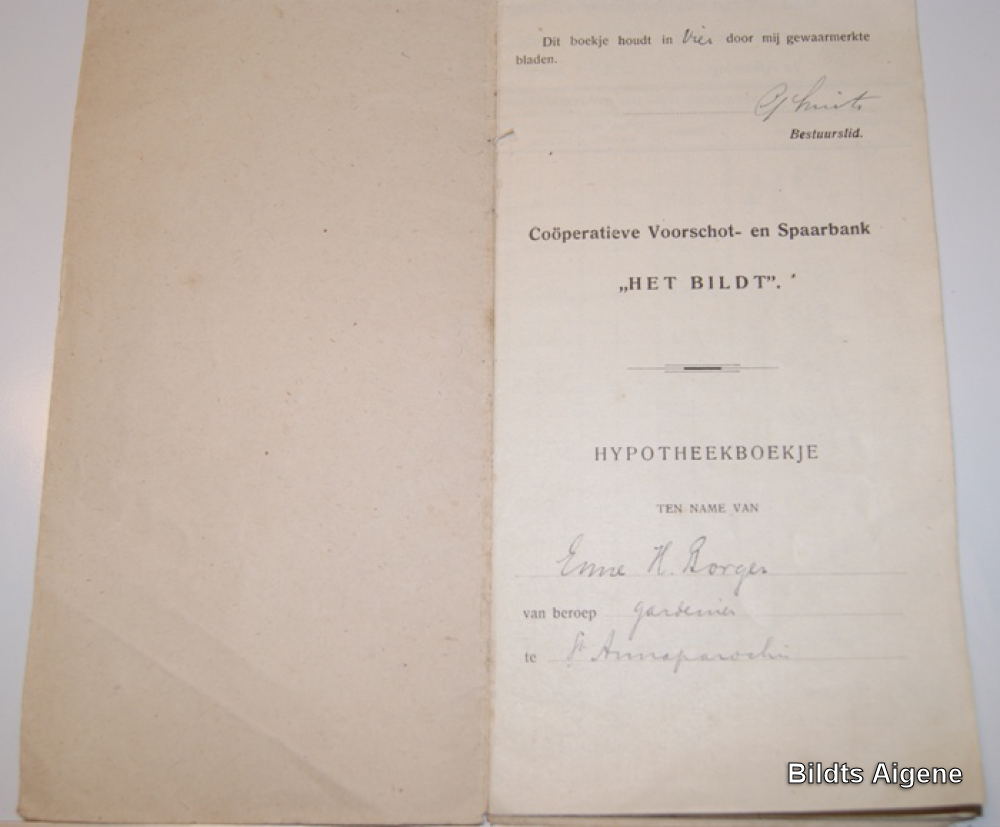 Dit boekje houdt in Vier door mij gewaarmerkte
bladen.
Bestuurslid.
Coöperatieve Voorschot- en Spaarbank
„HET BILDT”.
HYPOTHEEKBOEKJE
TEN NAME VAN
Enne H. Borger
van beroep gardenier
te St Annaparochie
Bildts Aigene